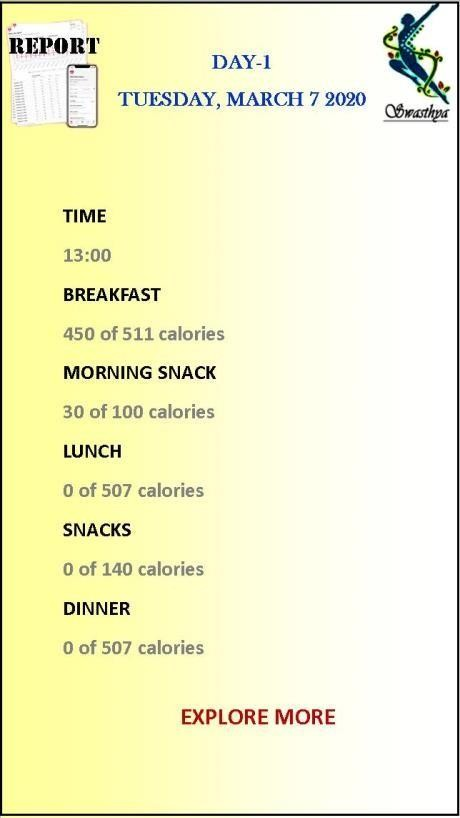 REPORT
DAY-1
TUESDAY, MARCH 7 2020
Swasthya
TIME
13:00
BREAKFAST
450 of 511 calories
MORNING SNACK
30 of 100 calories
LUNCH
0 of 507 calories
SNACKS
0 of 140 calories
DINNER
0 of 507 calories
EXPLORE MORE